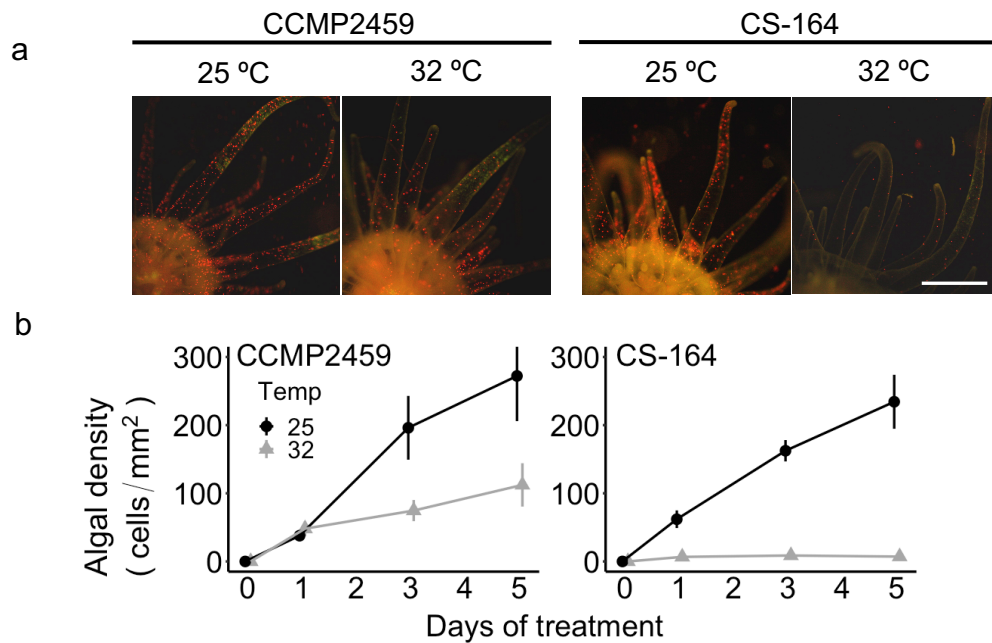 CCMP2459
CS-164
a
25 ºC
32 ºC
25 ºC
32 ºC
b
Algal density
( cells / mm²)
300
200
100
0
CCMP2459
Temp
25
32
0 1 2 3 4 5
300
200
100
0
CS-164
0 1 2 3 4 5
Days of treatment